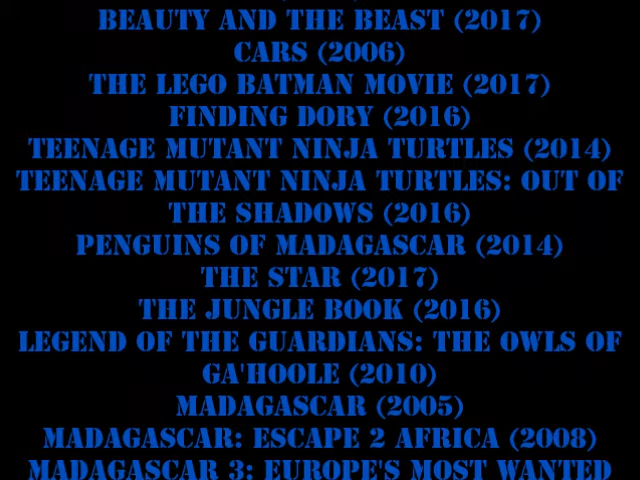 BEAUTY AND THE BEAST (2017)
CARS (2006)
THE LEGO BATMAN MOVIE (2017)
FINDING DORY (2016)
TEENAGE MUTANT NINJA TURTLES (2014)
TEENAGE MUTANT NINJA TURTLES: OUT OF
THE SHADOWS (2016)
PENGUINS OF MADAGASCAR (2014)
THE STAR (2017)
THE JUNGLE BOOK (2016)
LEGEND OF THE GUARDIANS: THE OWLS OF
GA'HOOLE (2010)
MADAGASCAR (2005)
MADAGASCAR: ESCAPE 2 AFRICA (2008)
MADAGASCAR 3: EUROPE'S MOST WANTED